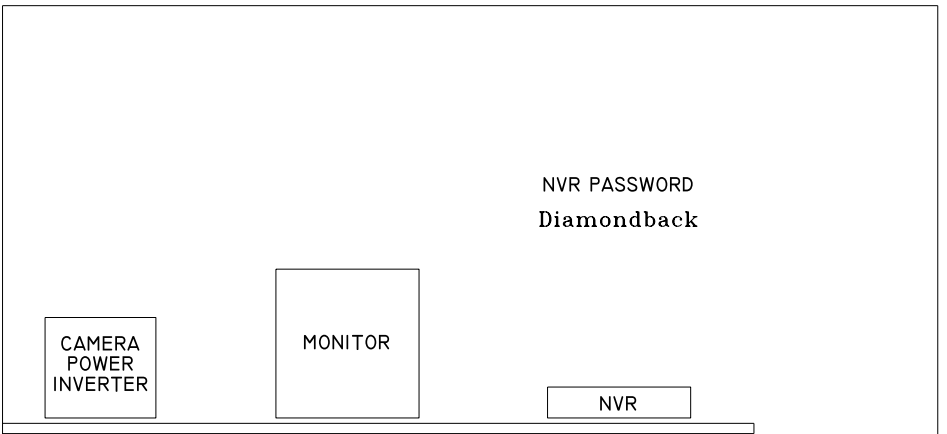 NVR PASSWORD
Diamondback
CAMERA
POWER
INVERTER
MONITOR
NVR